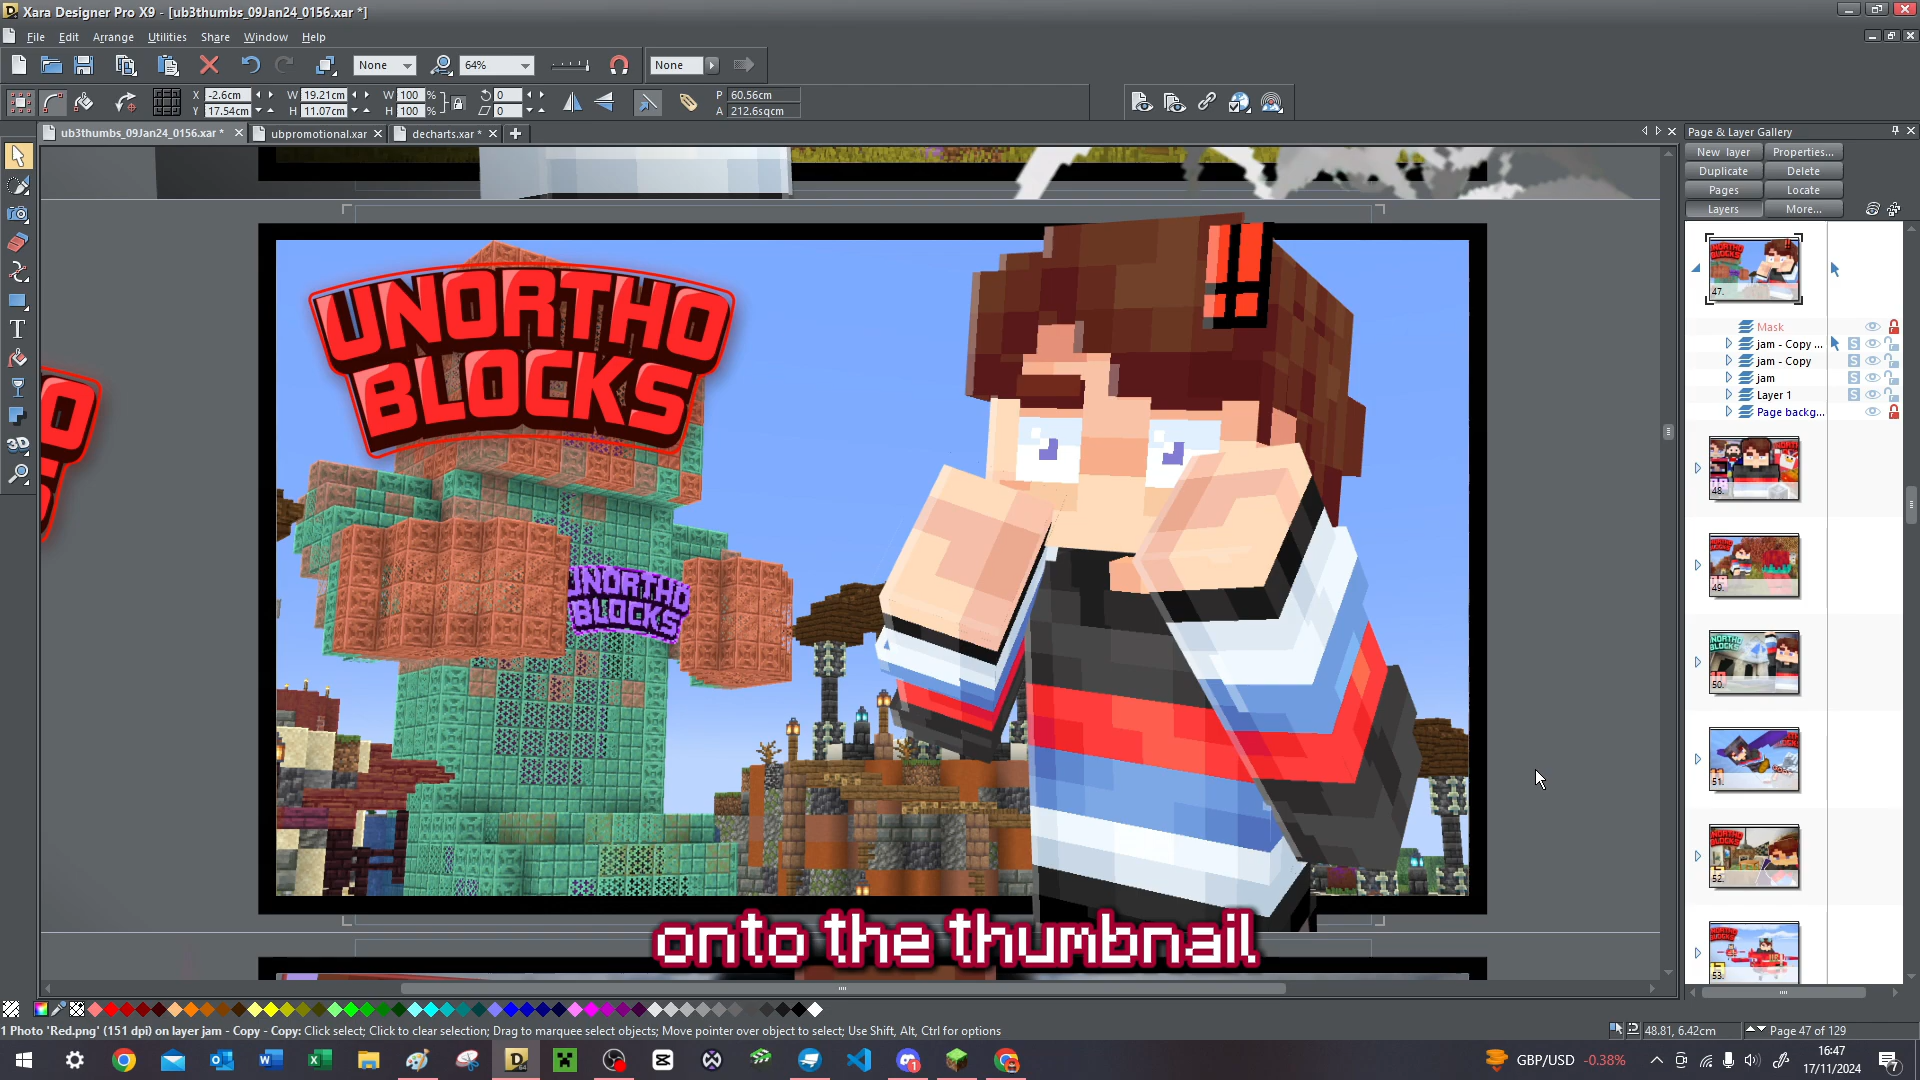 Xara Designer Pro X9 - [ub3thumbs_09Jan24_0156.xar *]
File Edit Arrange Utilities Share Window Help
None 64% None
X -2.6cm W 19.21cm W 100 % 0 P 60.56cm
Y 17.54cm H 11.07cm H 100 % 0 A 212.6sqcm
ub3thumbs_09Jan24_0156.xar * ubpromotional.xar decharts.xar *
Page & Layer Gallery
New layer Properties...
Duplicate Delete
Pages Locate
Layers More...
47.
Mask
jam - Copy ...
jam - Copy
jam
Layer 1
Page backg...
48.
49.
50.
51.
52.
53.
UNORTHO
BLOCKS
UNORTHO
BLOCKS
onto the thumbnail
1 Photo 'Red.png' (151 dpi) on layer jam - Copy - Copy: Click select; Click to clear selection; Drag to marquee select objects; Move pointer over object to select; Use Shift, Alt, Ctrl for options
48.81, 6.42cm Page 47 of 129
GBP/USD -0.38%
16:47
17/11/2024